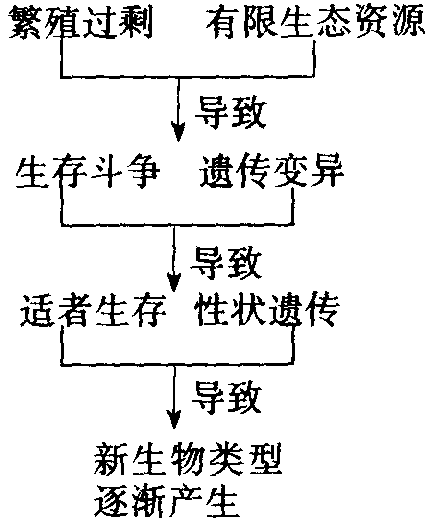 繁殖过剩 有限生态资源
导致
生存斗争 遗传变异
导致
适者生存 性状遗传
导致
新生物类型
逐渐产生